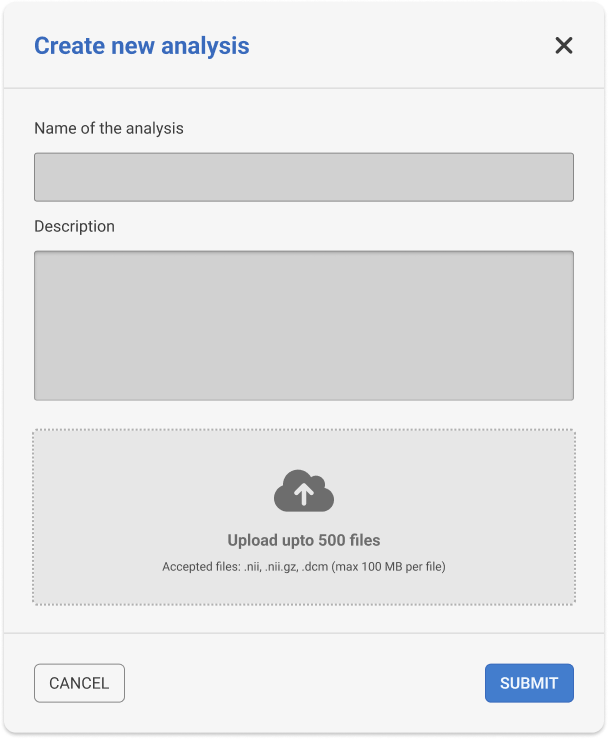 Create new analysis
Name of the analysis
Description
Upload upto 500 files
Accepted files: .nii, .nii.gz, .dcm (max 100 MB per file)
CANCEL
SUBMIT